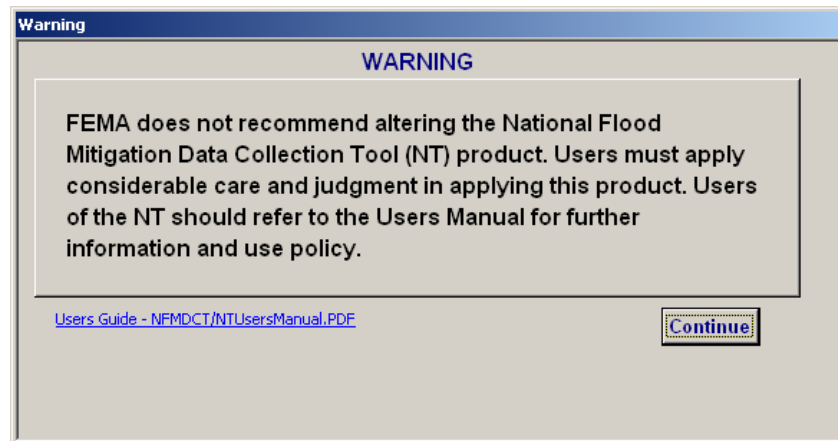 Warning
WARNING
FEMA does not recommend altering the National Flood
Mitigation Data Collection Tool (NT) product. Users must apply
considerable care and judgment in applying this product. Users
of the NT should refer to the Users Manual for further
information and use policy.
Users Guide - NFMDCT/NTUsersManual.PDF
Continue